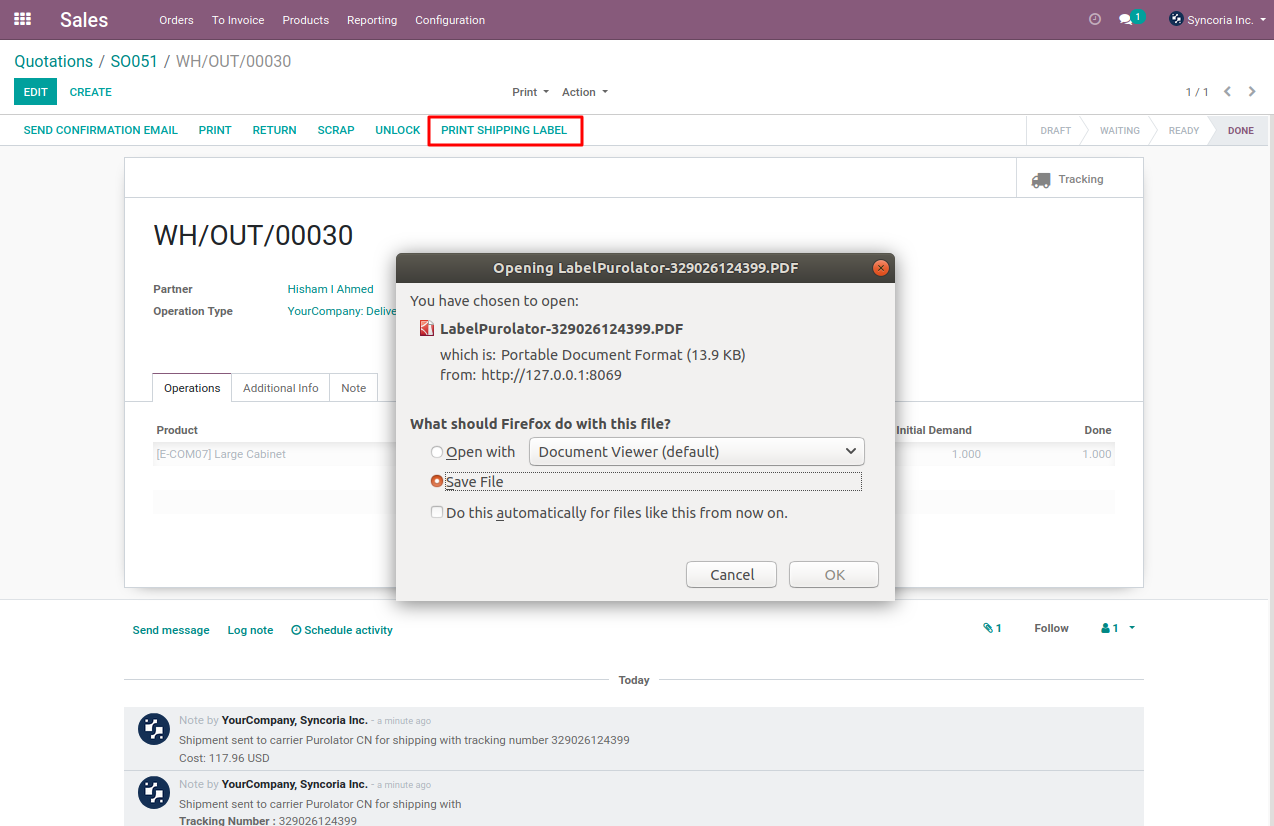 Sales Orders To Invoice Products Reporting Configuration 1 Syncoria Inc.
Quotations / SO051 / WH/OUT/00030
EDIT CREATE Print Action 1 / 1
SEND CONFIRMATION EMAIL PRINT RETURN SCRAP UNLOCK PRINT SHIPPING LABEL DRAFT WAITING READY DONE
Tracking
WH/OUT/00030
Partner Hisham I Ahmed
Operation Type YourCompany: Delive
Operations Additional Info Note
Product Initial Demand Done
[E-COM07] Large Cabinet 1.000 1.000
Opening LabelPurolator-329026124399.PDF
You have chosen to open:
LabelPurolator-329026124399.PDF
which is: Portable Document Format (13.9 KB)
from: http://127.0.0.1:8069
What should Firefox do with this file?
Open with Document Viewer (default)
Save File
Do this automatically for files like this from now on.
Cancel OK
Send message Log note Schedule activity 1 Follow 1
Today
Note by YourCompany, Syncoria Inc. - a minute ago
Shipment sent to carrier Purolator CN for shipping with tracking number 329026124399
Cost: 117.96 USD
Note by YourCompany, Syncoria Inc. - a minute ago
Shipment sent to carrier Purolator CN for shipping with
Tracking Number : 329026124399